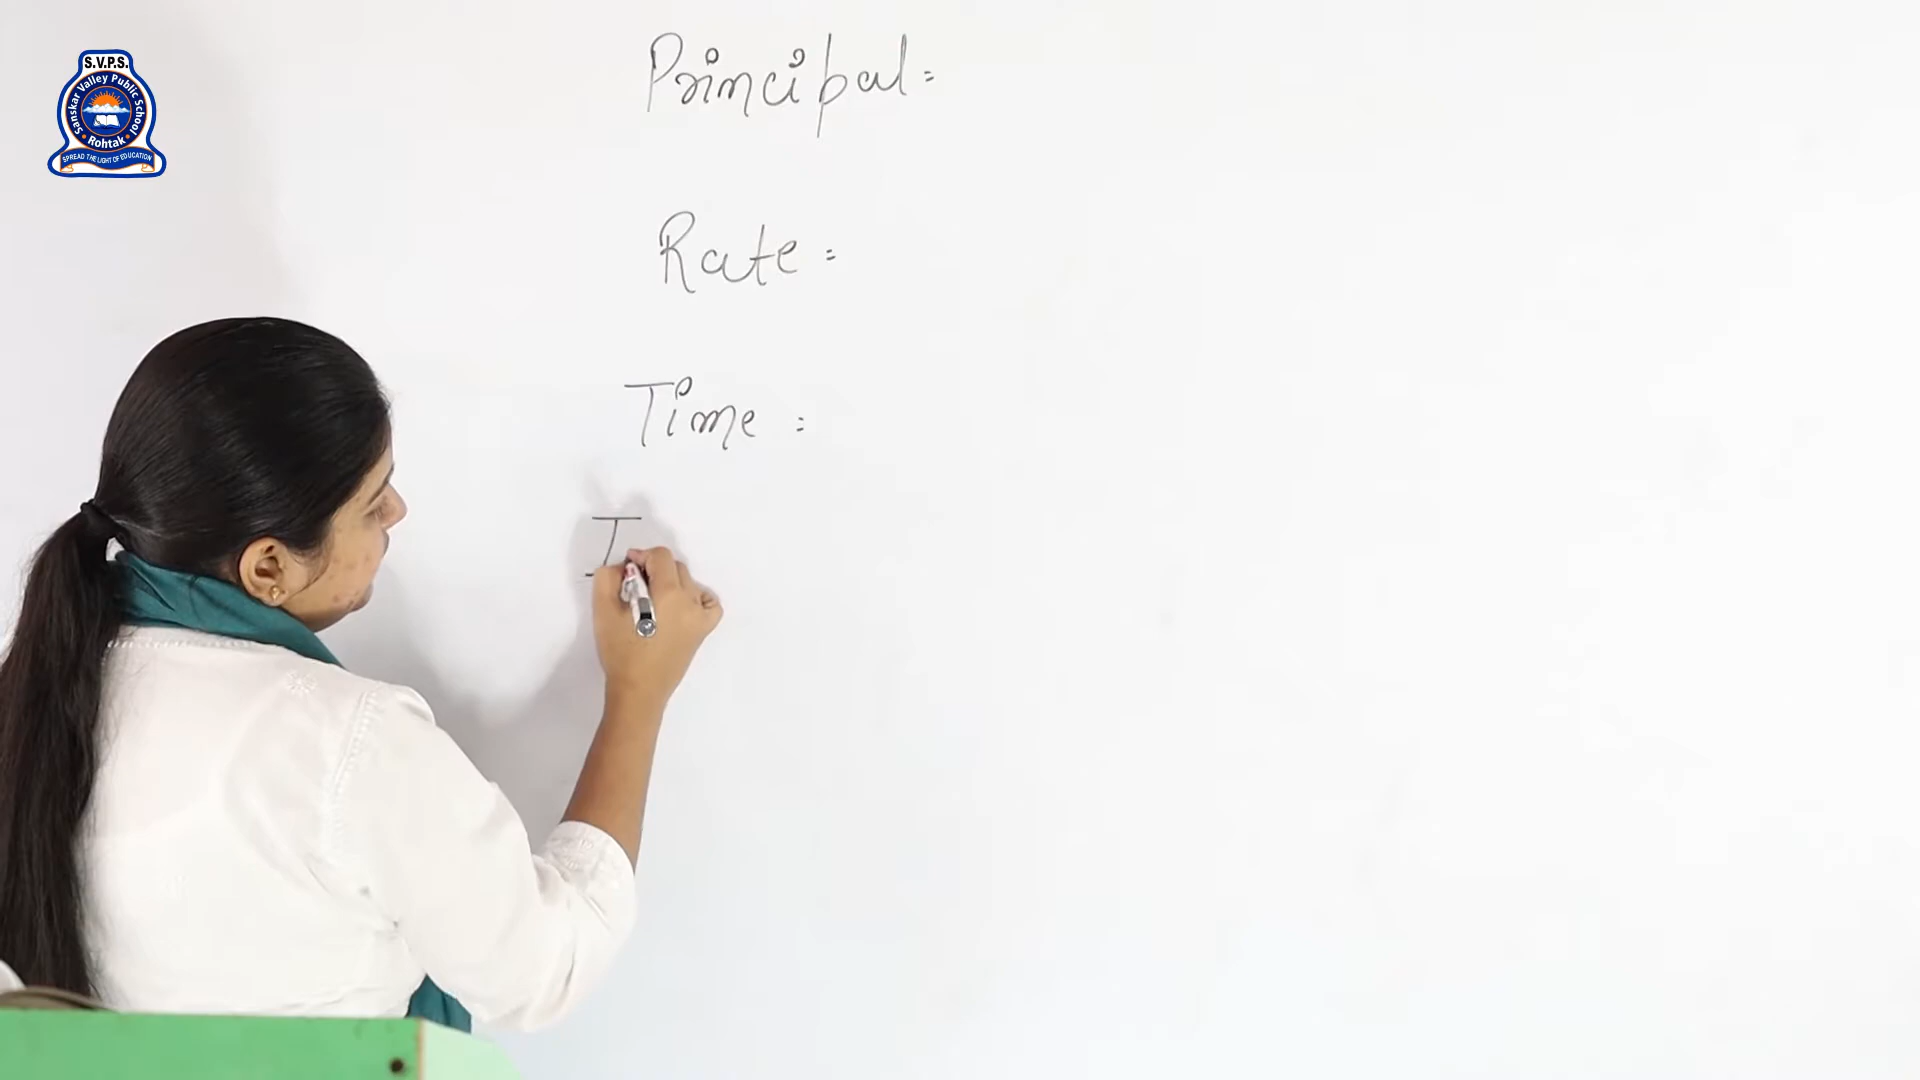 S.V.P.S.
Sanskar Valley Public School
Rohtak
SPREAD THE LIGHT OF EDUCATION
Principal =
Rate =
Time =
I